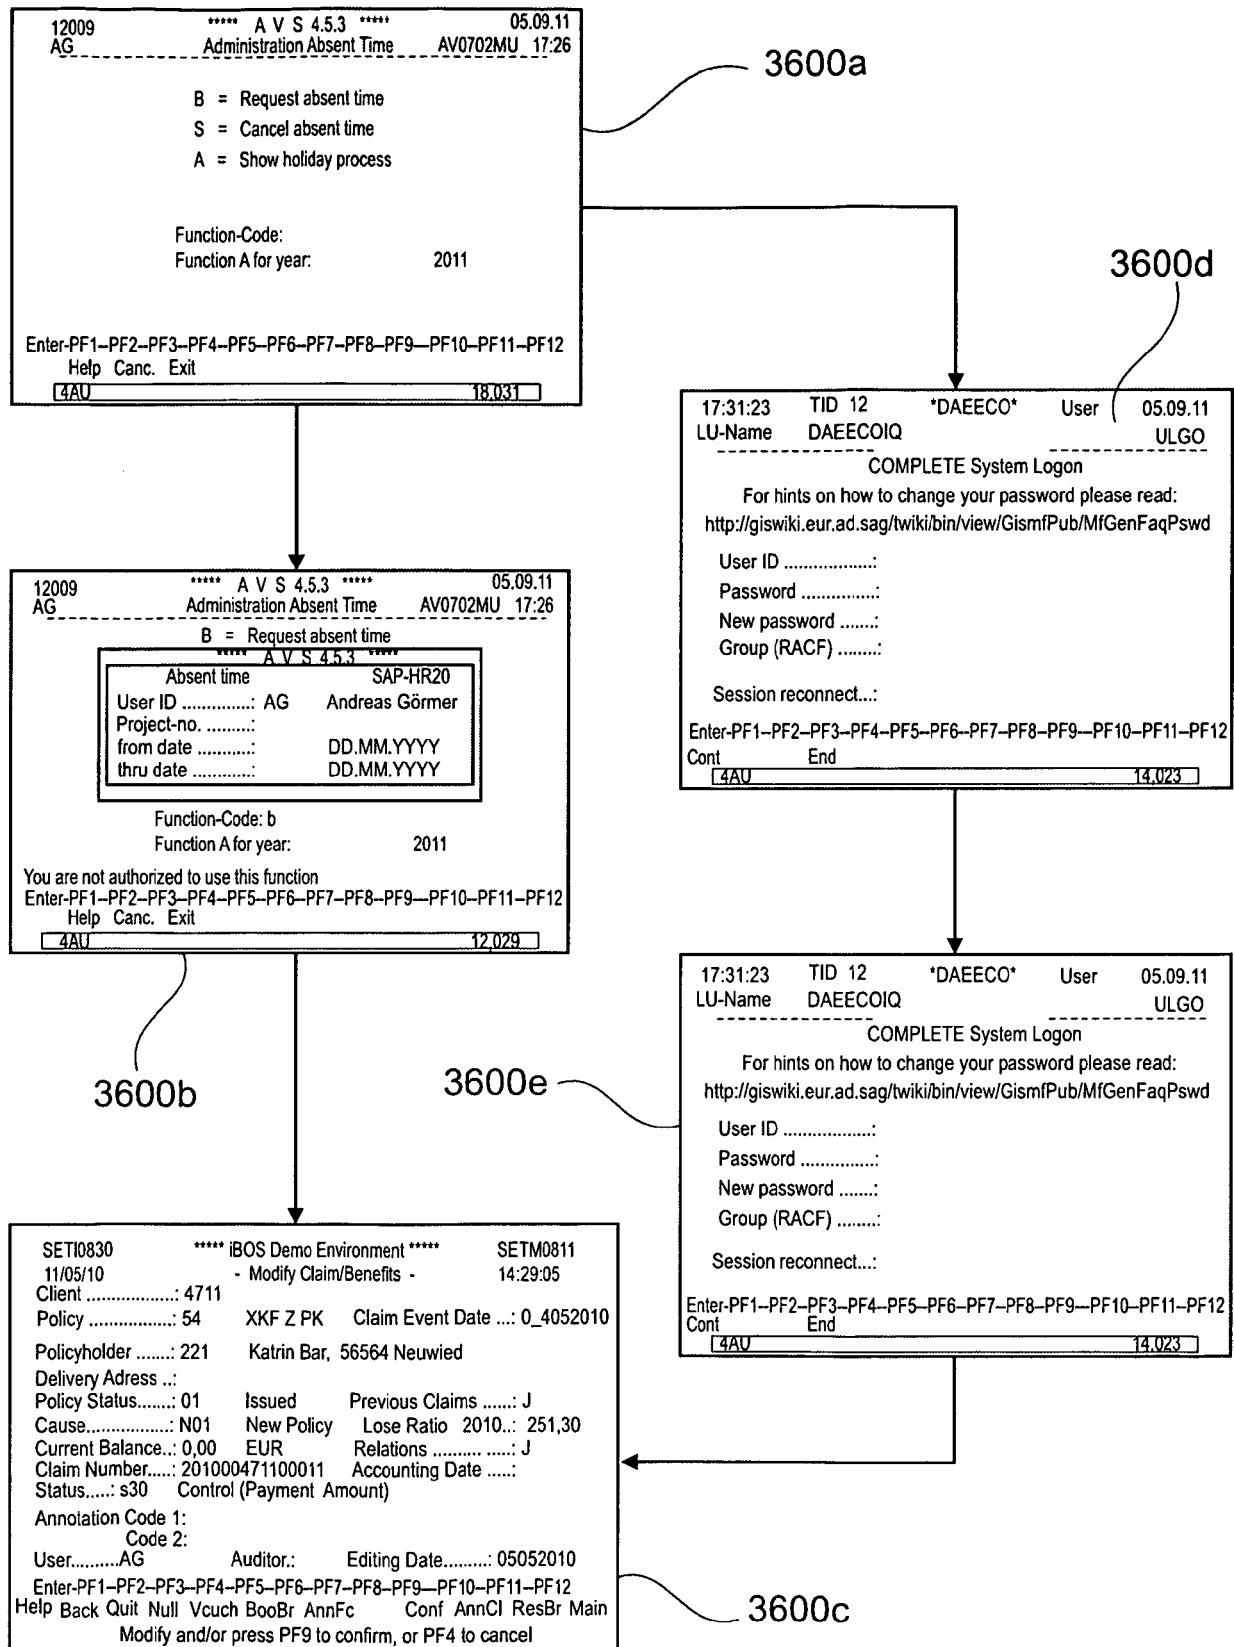 12009 ***** A V S 4.5.3 ***** 05.09.11
AG Administration Absent Time AV0702MU 17:26
B = Request absent time
S = Cancel absent time
A = Show holiday process
Function-Code:
Function A for year: 2011
Enter-PF1--PF2--PF3--PF4--PF5--PF6--PF7--PF8--PF9---PF10--PF11--PF12
Help Canc. Exit
4AU 18,031
3600a
3600d
17:31:23 TID 12 *DAEECO* User 05.09.11
LU-Name DAEECOIQ ULGO
COMPLETE System Logon
For hints on how to change your password please read:
http://giswiki.eur.ad.sag/twiki/bin/view/GismfPub/MfGenFaqPswd
User ID ..................:
Password ...............:
New password .......:
Group (RACF) ........:
Session reconnect...:
Enter-PF1--PF2--PF3--PF4--PF5--PF6--PF7--PF8--PF9---PF10--PF11--PF12
Cont End
4AU 14,023
12009 ***** A V S 4.5.3 ***** 05.09.11
AG Administration Absent Time AV0702MU 17:26
B = Request absent time
***** A V S 4.5.3 *****
Absent time SAP-HR20
User ID ..............: AG Andreas Görmer
Project-no. .........:
from date ...........: DD.MM.YYYY
thru date ............: DD.MM.YYYY
Function-Code: b
Function A for year: 2011
You are not authorized to use this function
Enter-PF1--PF2--PF3--PF4--PF5--PF6--PF7--PF8--PF9---PF10--PF11--PF12
Help Canc. Exit
4AU 12,029
3600b
3600e
17:31:23 TID 12 *DAEECO* User 05.09.11
LU-Name DAEECOIQ ULGO
COMPLETE System Logon
For hints on how to change your password please read:
http://giswiki.eur.ad.sag/twiki/bin/view/GismfPub/MfGenFaqPswd
User ID ..................:
Password ...............:
New password .......:
Group (RACF) ........:
Session reconnect...:
Enter-PF1--PF2--PF3--PF4--PF5--PF6--PF7--PF8--PF9---PF10--PF11--PF12
Cont End
4AU 14,023
SETI0830 ***** iBOS Demo Environment ***** SETM0811
11/05/10 - Modify Claim/Benefits - 14:29:05
Client ..................: 4711
Policy .................: 54 XKF Z PK Claim Event Date ...: 0_4052010
Policyholder .......: 221 Katrin Bar, 56564 Neuwied
Delivery Adress ..:
Policy Status.......: 01 Issued Previous Claims ......: J
Cause.................: N01 New Policy Lose Ratio 2010..: 251,30
Current Balance..: 0,00 EUR Relations .......... .....: J
Claim Number.....: 201000471100011 Accounting Date .....:
Status.....: s30 Control (Payment Amount)
Annotation Code 1:
Code 2:
User..........AG Auditor.: Editing Date.........: 05052010
Enter-PF1--PF2--PF3--PF4--PF5--PF6--PF7--PF8--PF9---PF10--PF11--PF12
Help Back Quit Null Vcuch BooBr AnnFc Conf AnnCl ResBr Main
Modify and/or press PF9 to confirm, or PF4 to cancel
3600c